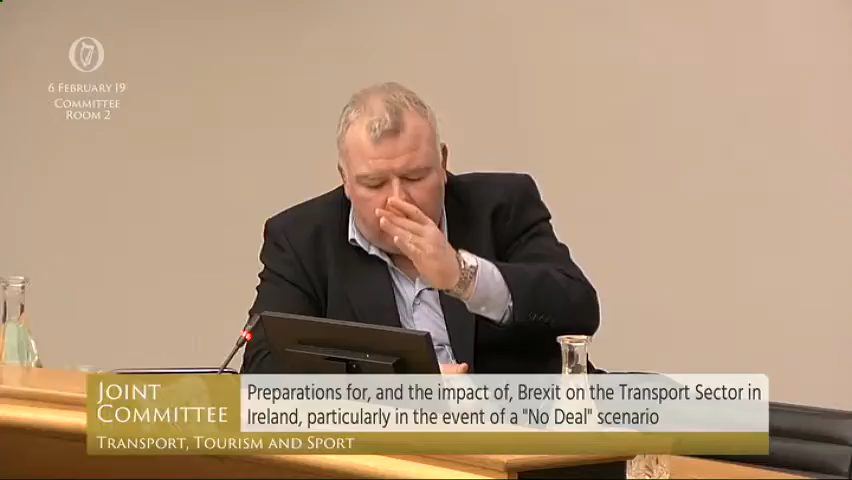 6 February 19
Committee
Room 2
Joint
Committee
Preparations for, and the impact of, Brexit on the Transport Sector in
Ireland, particularly in the event of a "No Deal" scenario
Transport, Tourism and Sport